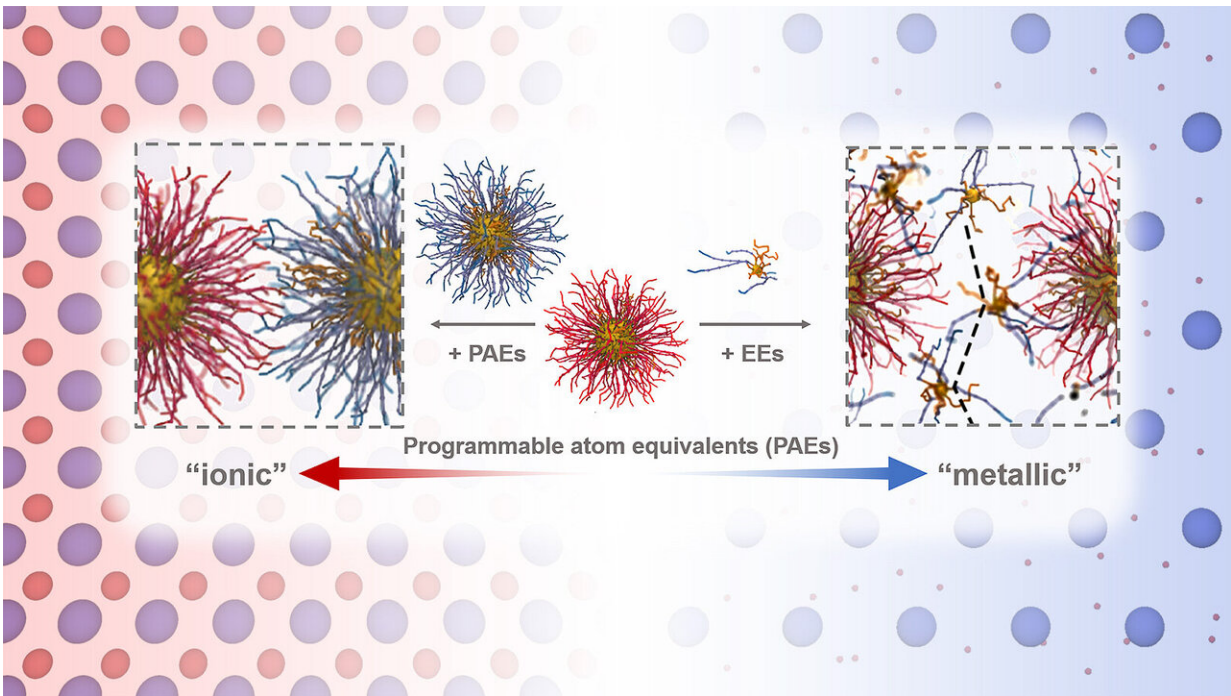 + PAEs
+ EEs
Programmable atom equivalents (PAEs)
“ionic”
“metallic”